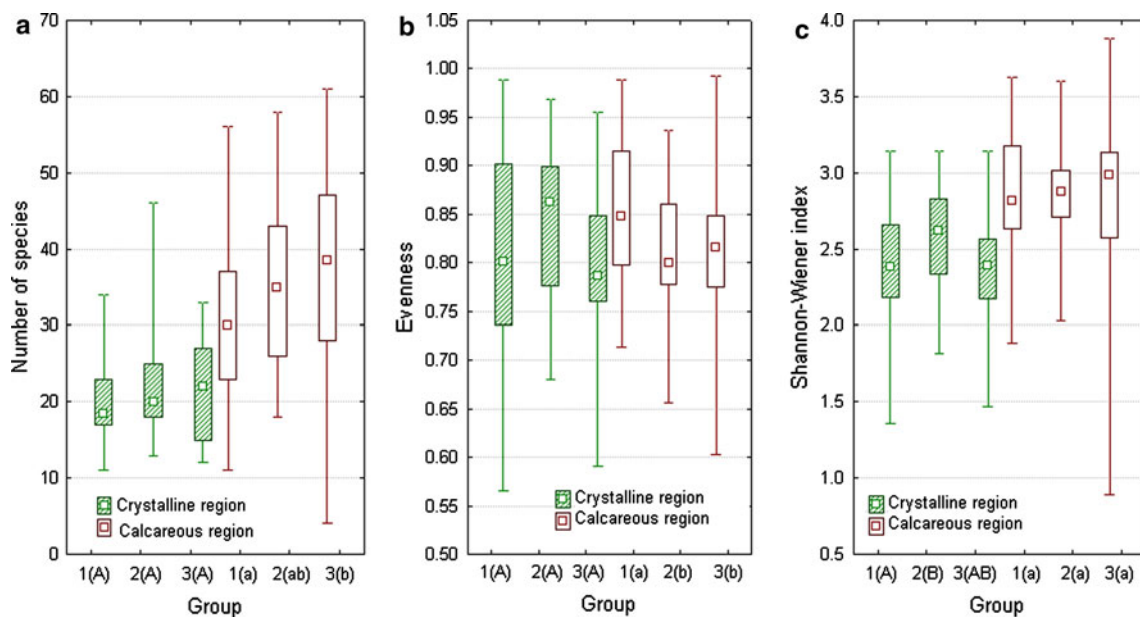 a
70
60
50
40
30
20
10
0
Number of species
Crystalline region
Calcareous region
1(A) 2(A) 3(A) 1(a) 2(ab) 3(b)
Group
b
1.05
1.00
0.95
0.90
0.85
0.80
0.75
0.70
0.65
0.60
0.55
0.50
Evenness
Crystalline region
Calcareous region
1(A) 2(A) 3(A) 1(a) 2(b) 3(b)
Group
c
4.0
3.5
3.0
2.5
2.0
1.5
1.0
0.5
Shannon-Wiener index
Crystalline region
Calcareous region
1(A) 2(B) 3(AB) 1(a) 2(a) 3(a)
Group